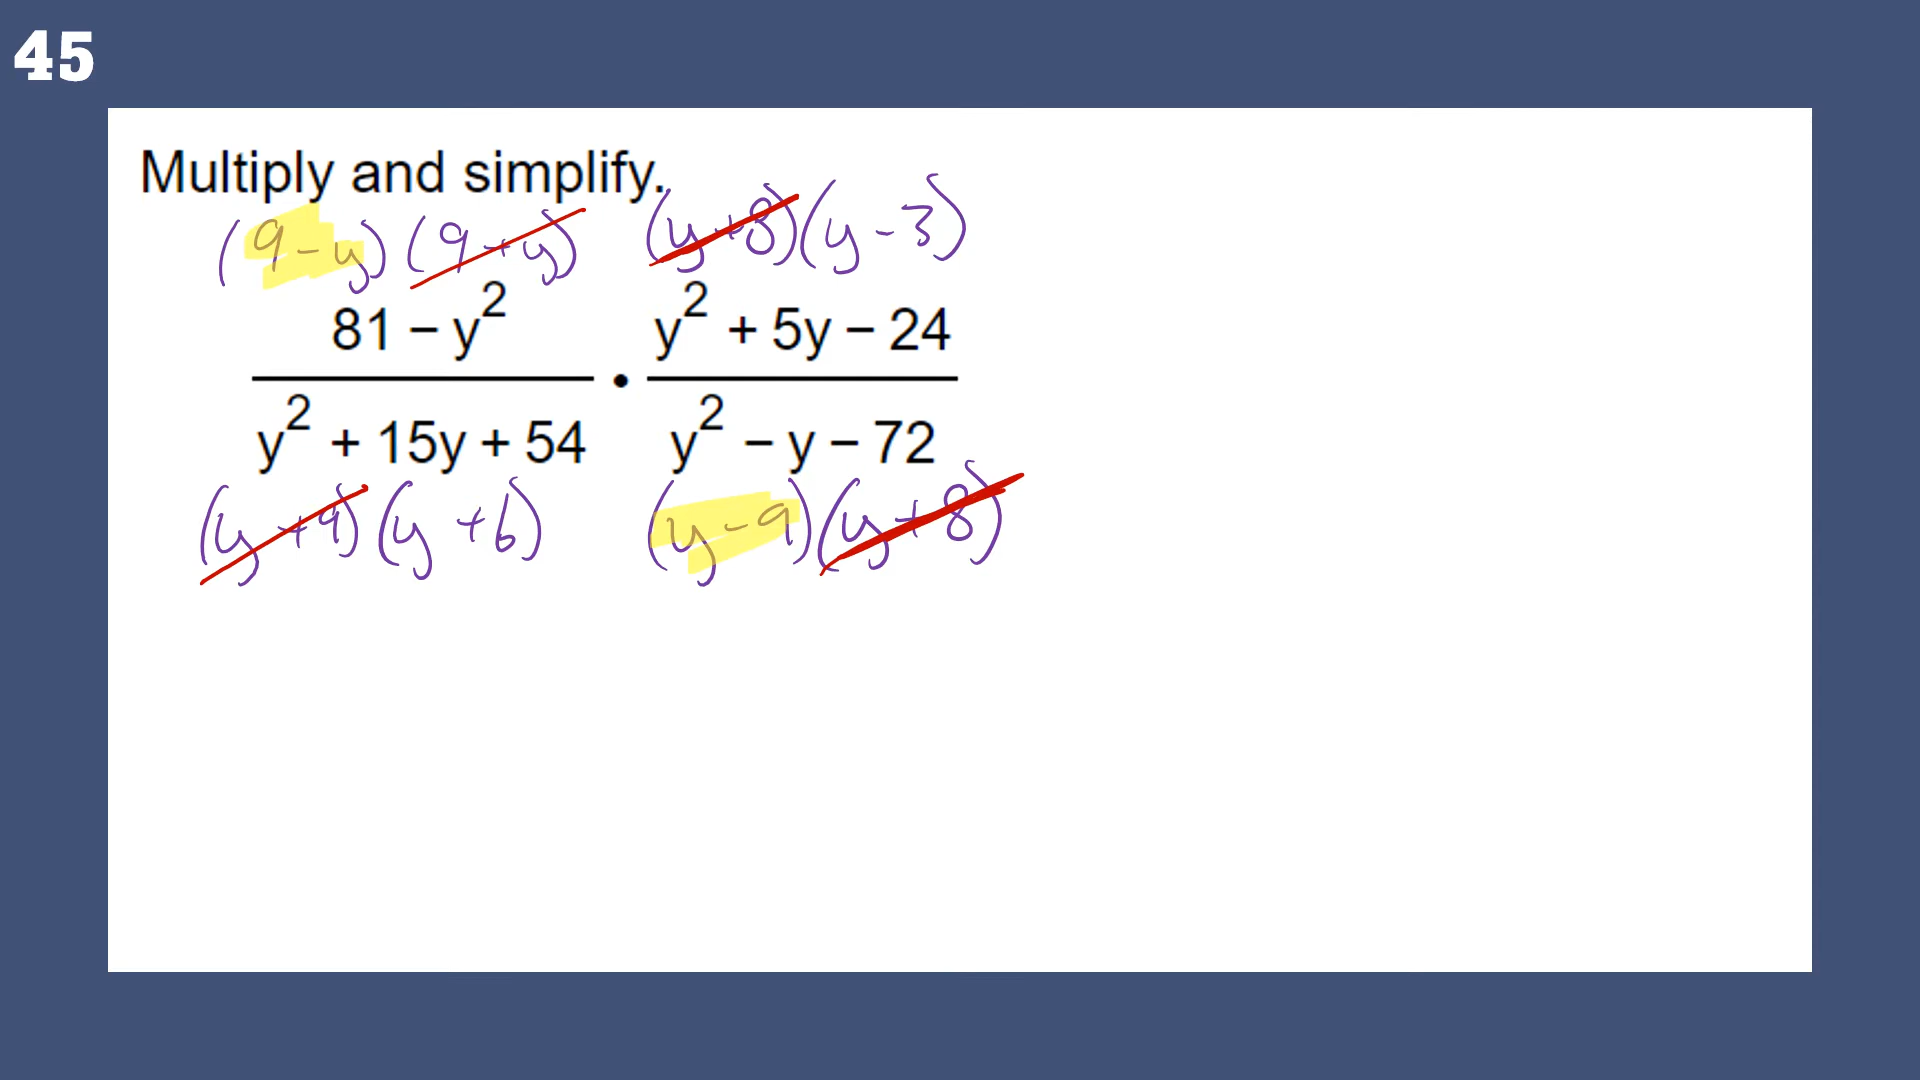 45
Multiply and simplify.
(9-y)(9+y) (y+8)(y-3)
81 − y² y² + 5y − 24
•
y² + 15y + 54 y² − y − 72
(y+9)(y+6) (y-9)(y+8)